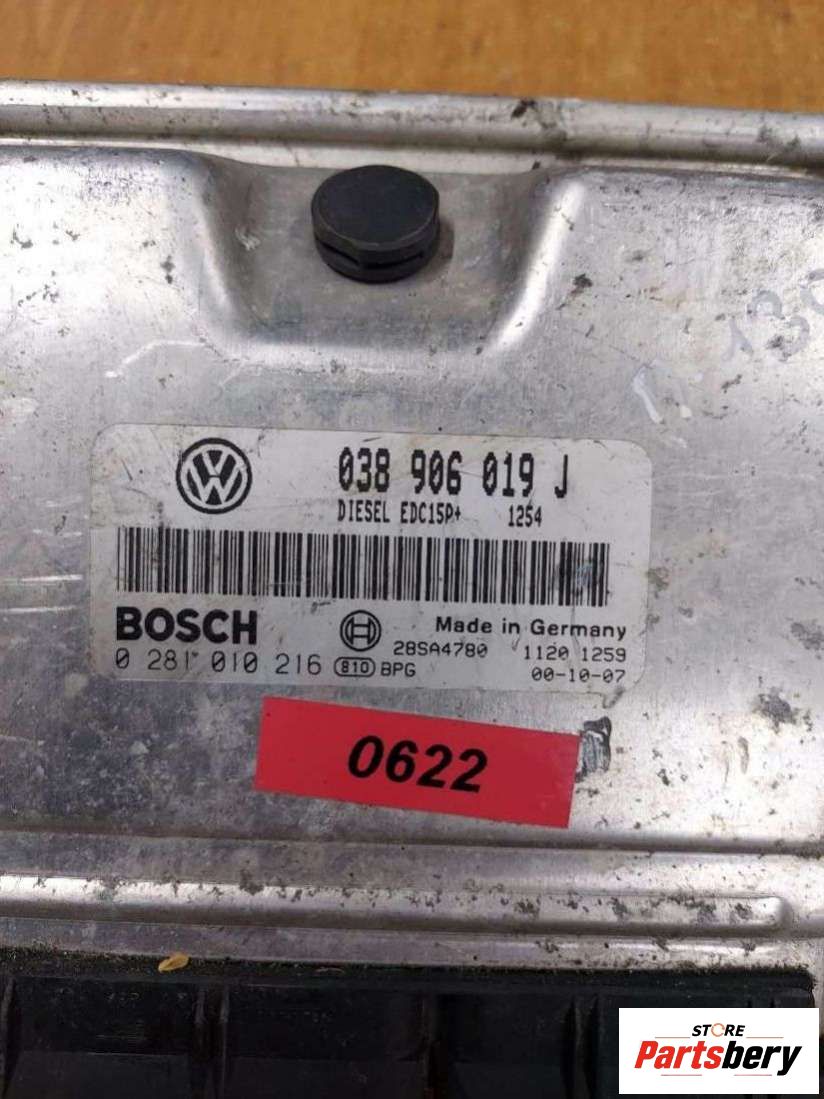 VW
038 906 019 J
DIESEL EDC15P+ 1254
BOSCH
Made in Germany
28SA4780 1120 1259
0 281 010 216 810 BPG
00-10-07
0622
STORE
Partsbery